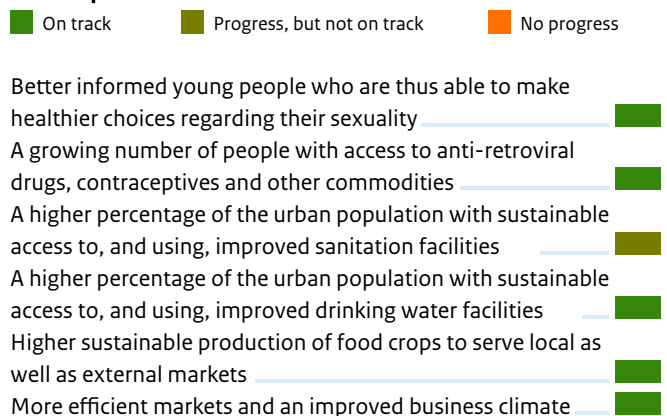 On track Progress, but not on track No progress
Better informed young people who are thus able to make
healthier choices regarding their sexuality
A growing number of people with access to anti-retroviral
drugs, contraceptives and other commodities
A higher percentage of the urban population with sustainable
access to, and using, improved sanitation facilities
A higher percentage of the urban population with sustainable
access to, and using, improved drinking water facilities
Higher sustainable production of food crops to serve local as
well as external markets
More efficient markets and an improved business climate